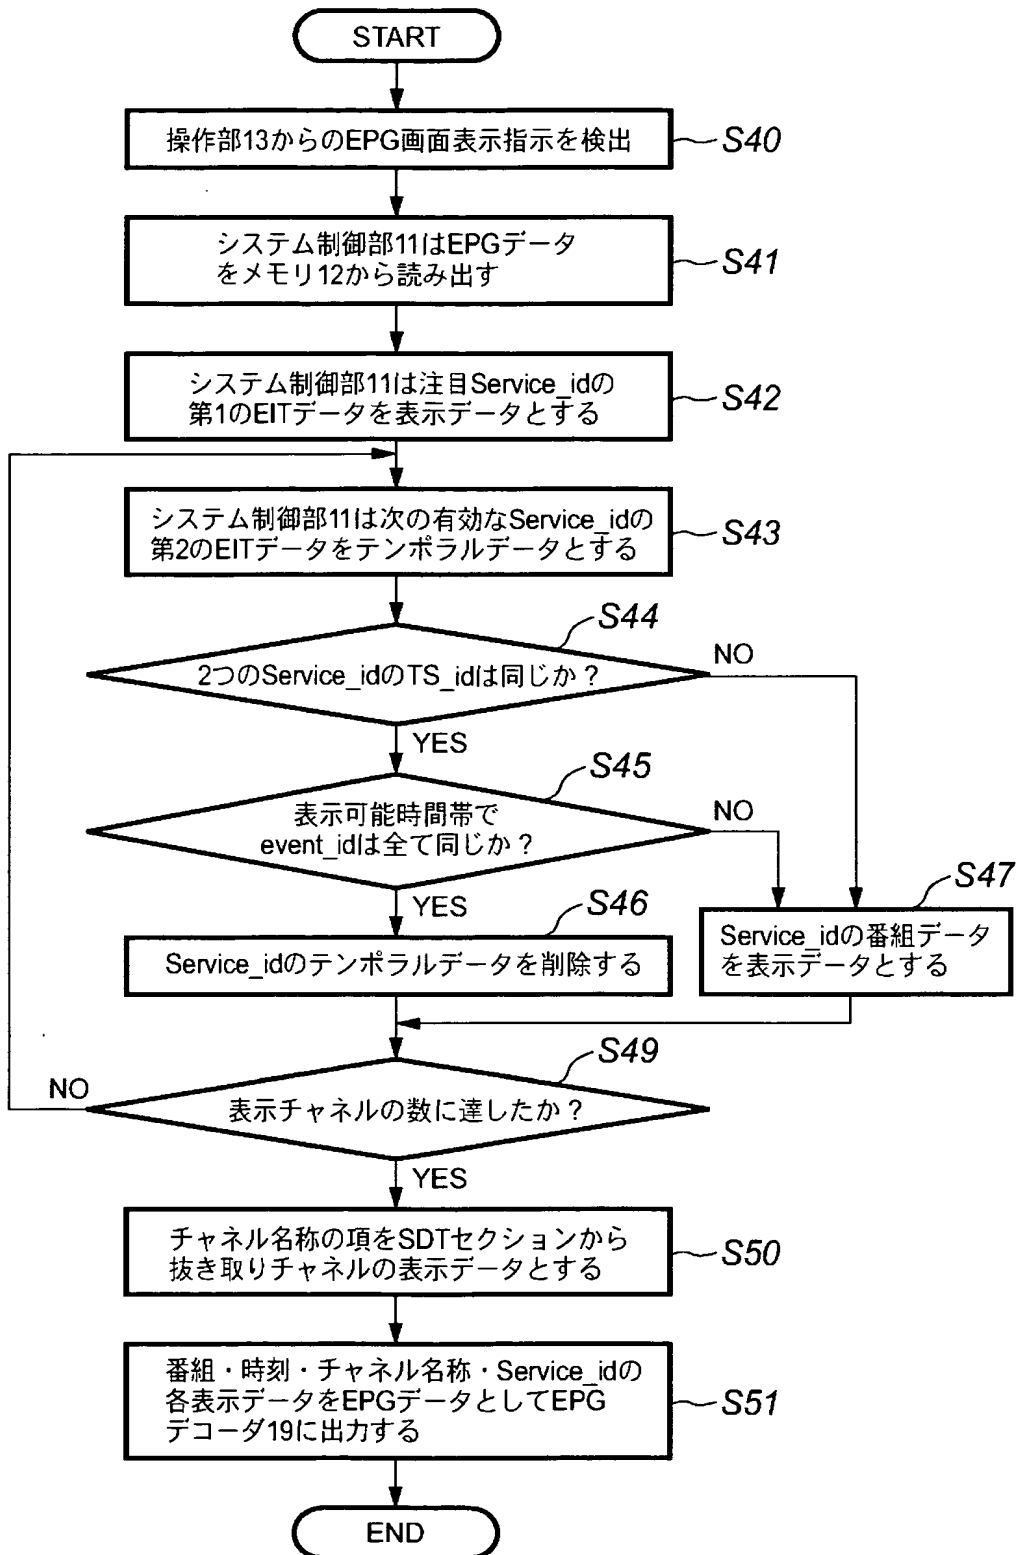 START
操作部13からのEPG画面表示指示を検出
S40
システム制御部11はEPGデータ
をメモリ12から読み出す
S41
システム制御部11は注目Service_idの
第1のEITデータを表示データとする
S42
システム制御部11は次の有効なService_idの
第2のEITデータをテンポラルデータとする
S43
S44
2つのService_idのTS_idは同じか?
NO
YES
S45
表示可能時間帯で
event_idは全て同じか?
NO
YES
S46
Service_idのテンポラルデータを削除する
S47
Service_idの番組データ
を表示データとする
S49
表示チャネルの数に達したか?
NO
YES
チャネル名称の項をSDTセクションから
抜き取りチャネルの表示データとする
S50
番組・時刻・チャネル名称・Service_idの
各表示データをEPGデータとしてEPG
デコーダ19に出力する
S51
END